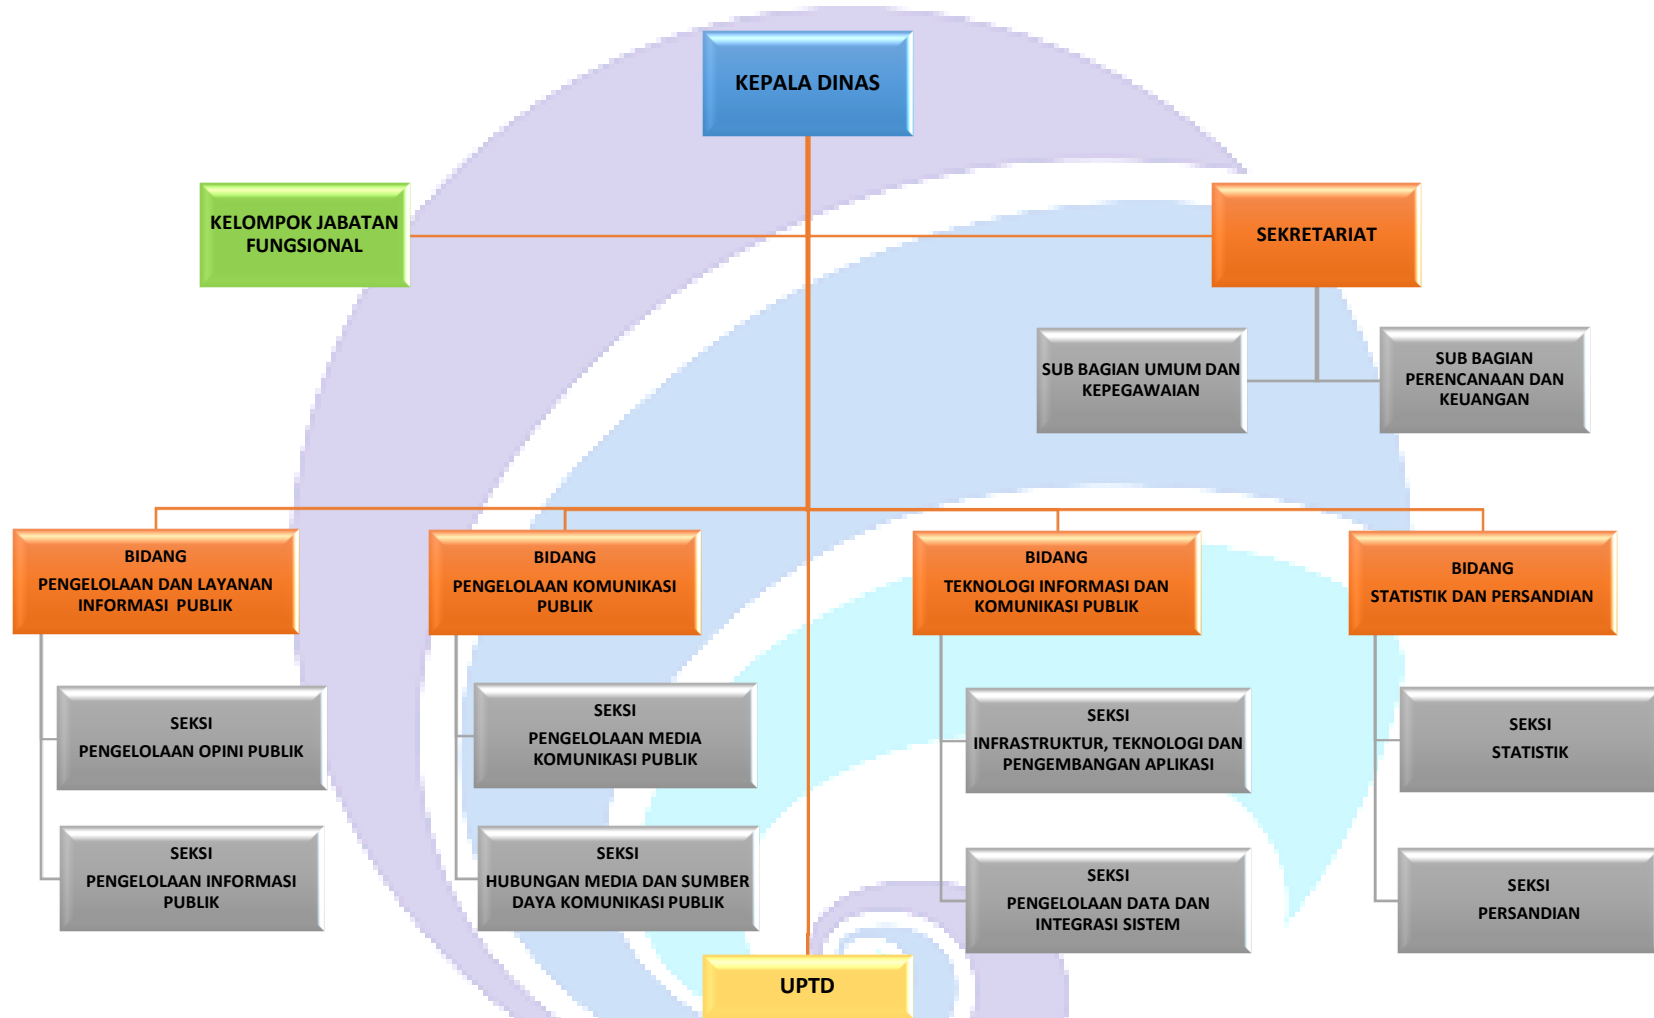 KEPALA DINAS
KELOMPOK JABATAN
FUNGSIONAL
SEKRETARIAT
SUB BAGIAN UMUM DAN
KEPEGAWAIAN
SUB BAGIAN
PERENCANAAN DAN
KEUANGAN
BIDANG
PENGELOLAAN DAN LAYANAN
INFORMASI PUBLIK
BIDANG
PENGELOLAAN KOMUNIKASI
PUBLIK
BIDANG
TEKNOLOGI INFORMASI DAN
KOMUNIKASI PUBLIK
BIDANG
STATISTIK DAN PERSANDIAN
SEKSI
PENGELOLAAN OPINI PUBLIK
SEKSI
PENGELOLAAN MEDIA
KOMUNIKASI PUBLIK
SEKSI
INFRASTRUKTUR, TEKNOLOGI DAN
PENGEMBANGAN APLIKASI
SEKSI
STATISTIK
SEKSI
PENGELOLAAN INFORMASI
PUBLIK
SEKSI
HUBUNGAN MEDIA DAN SUMBER
DAYA KOMUNIKASI PUBLIK
SEKSI
PENGELOLAAN DATA DAN
INTEGRASI SISTEM
SEKSI
PERSANDIAN
UPTD